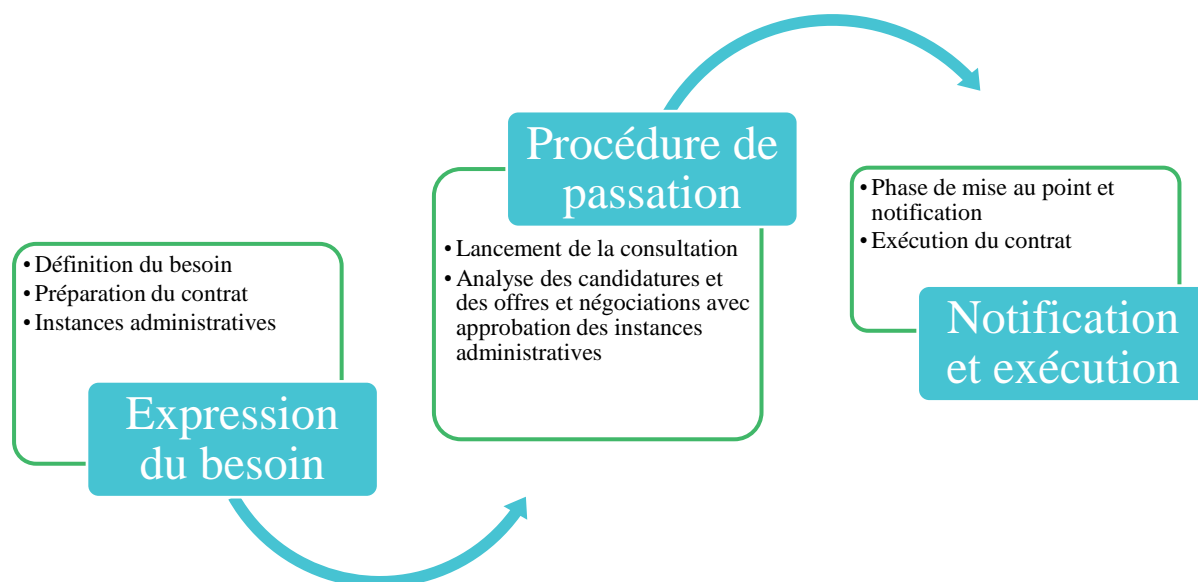 • Définition du besoin
• Préparation du contrat
• Instances administratives
Expression
du besoin
Procédure de
passation
• Lancement de la consultation
• Analyse des candidatures et
des offres et négociations avec
approbation des instances
administratives
• Phase de mise au point et
notification
• Exécution du contrat
Notification
et exécution